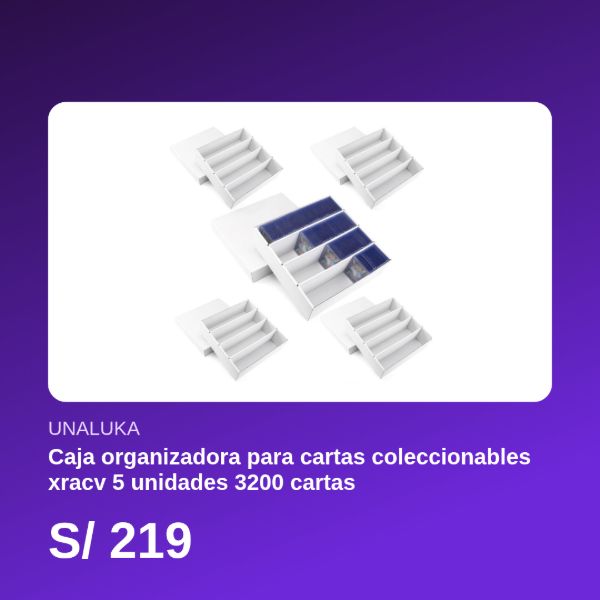 UNALUKA
Caja organizadora para cartas coleccionables
xracv 5 unidades 3200 cartas
S/ 219